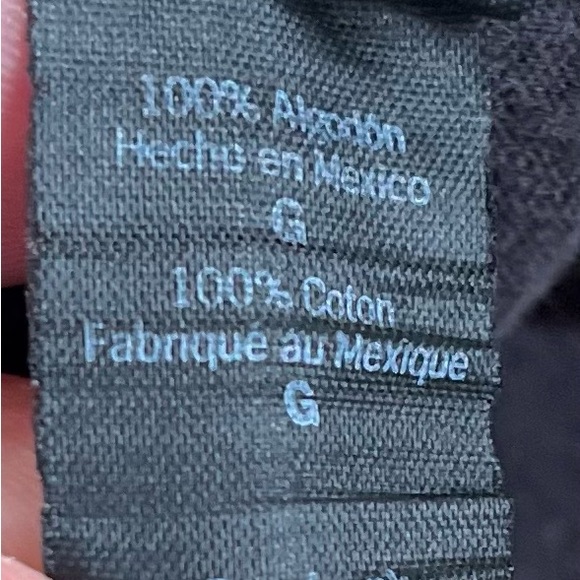 100% Algodón
Hecho en Mexico
G
100% Coton
Fabriqué au Mexique
G